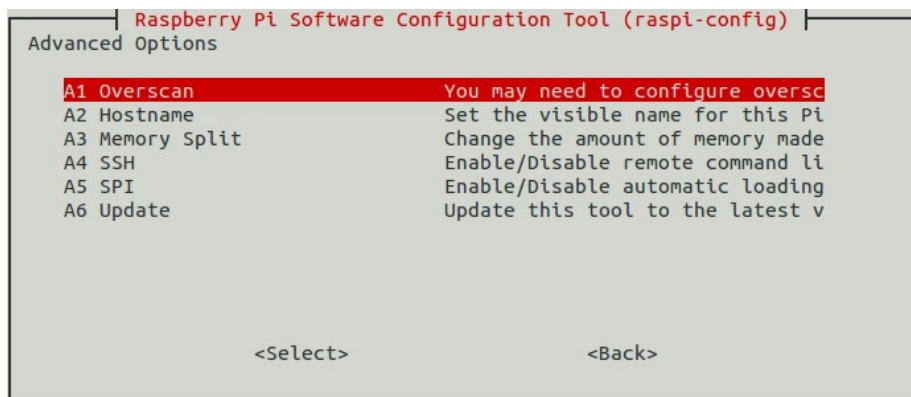 Raspberry Pi Software Configuration Tool (raspi-config)
Advanced Options
A1 Overscan You may need to configure oversc
A2 Hostname Set the visible name for this Pi
A3 Memory Split Change the amount of memory made
A4 SSH Enable/Disable remote command li
A5 SPI Enable/Disable automatic loading
A6 Update Update this tool to the latest v
<Select> <Back>